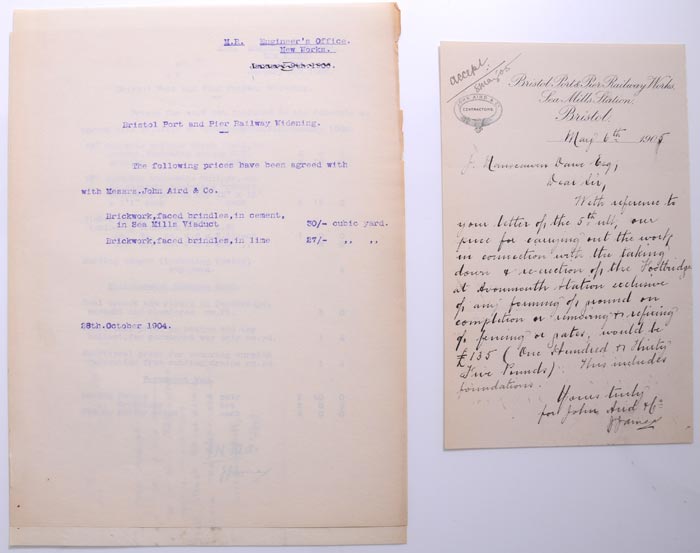 M.R. Engineer's Office.
New Works.
Bristol Port and Pier Railway Widening.
The following prices have been agreed with
with Messrs.John Aird & Co.
Brickwork,faced brindles,in cement,
in Sea Mills Viaduct 30/- cubic yard.
Brickwork,faced brindles,in lime 27/- ,, ,,
28th.October 1904.
accept.
JOHN AIRD & Co
CONTRACTORS
Bristol Port & Pier Railway Works.
Sea Mills Station,
Bristol.
May 6th 1905
Esq,
Dear Sir,
With reference to
your letter of the 5th ult, our
price for carrying out the work
in connection with the taking
down & re-erection of the Footbridge
at Avonmouth Station exclusive
of any forming of ground on
completion or removing & refixing
of fencing or gates, would be
£135 (One Hundred & Thirty
Five Pounds). This includes
foundations.
Yours truly
for John Aird & Co